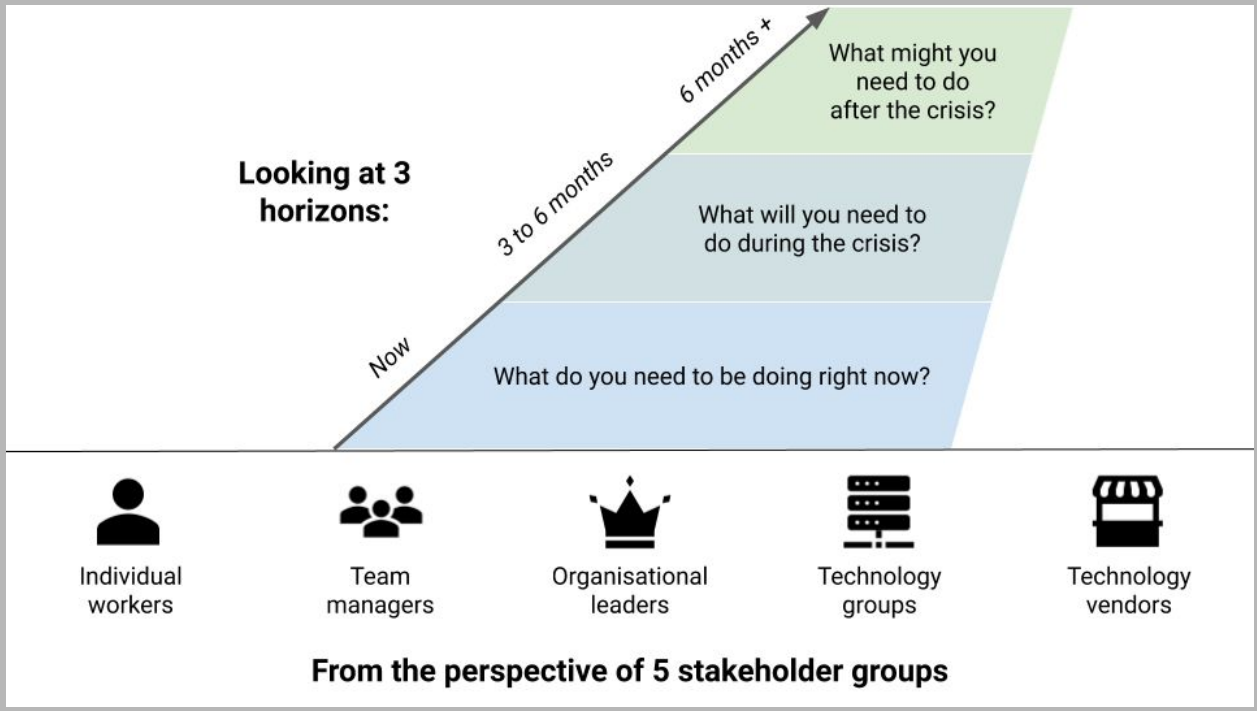 Looking at 3
horizons:
6 months +
3 to 6 months
Now
What might you
need to do
after the crisis?
What will you need to
do during the crisis?
What do you need to be doing right now?
Individual
workers
Team
managers
Organisational
leaders
Technology
groups
Technology
vendors
From the perspective of 5 stakeholder groups